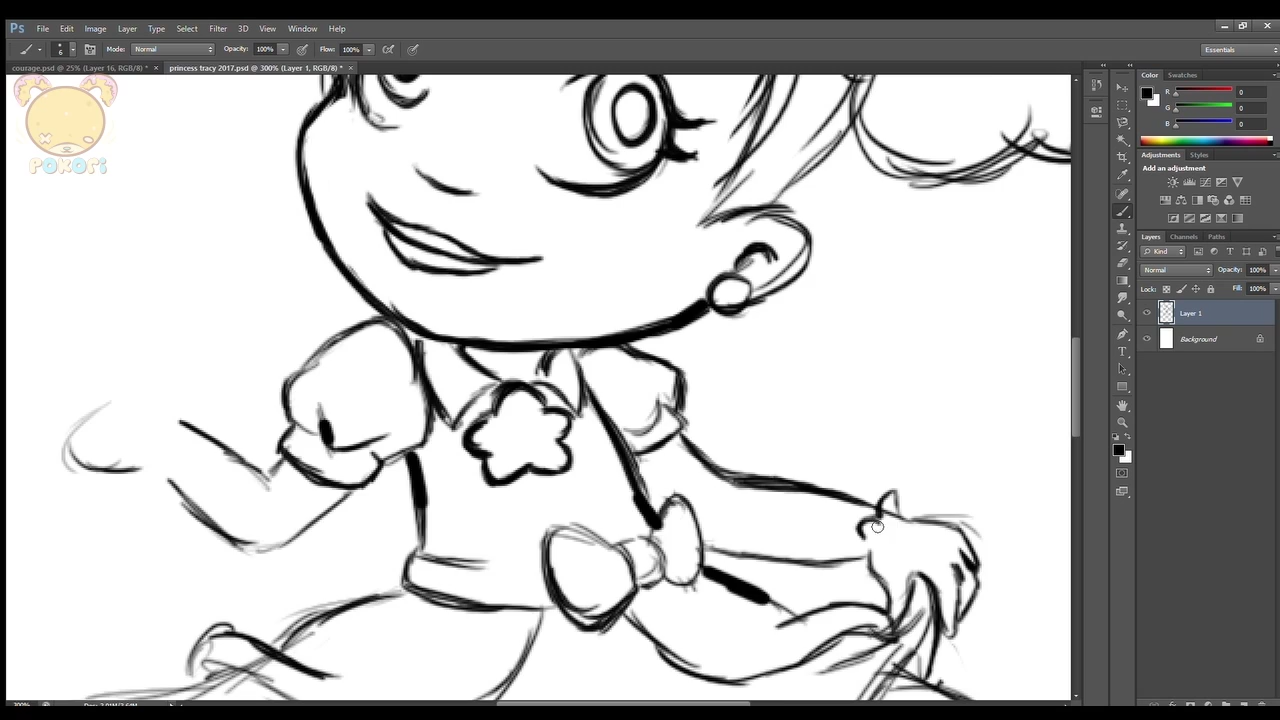 Ps File Edit Image Layer Type Select Filter 3D View Window Help
6 Mode: Normal Opacity: 100% Flow: 100% Essentials
courage.psd @ 25% (Layer 16, RGB/8) * × princess tracy 2017.psd @ 300% (Layer 1, RGB/8) * ×
POXORi
Color Swatches
R 0
G 0
B 0
Adjustments Styles
Add an adjustment
Layers Channels Paths
Kind
Normal Opacity: 100%
Lock: Fill: 100%
Layer 1
Background
300%